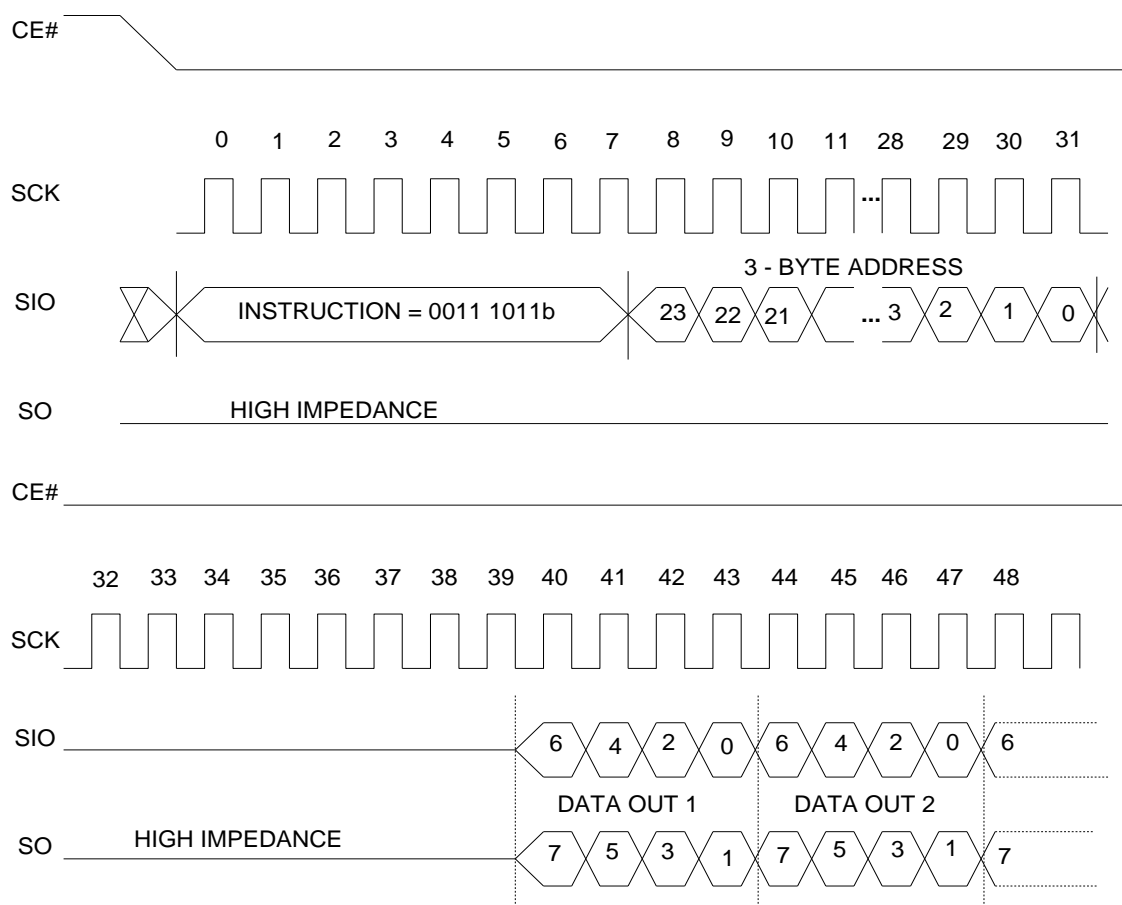 CE#
0 1 2 3 4 5 6 7 8 9 10 11 28 29 30 31
SCK ...
3 - BYTE ADDRESS
SIO INSTRUCTION = 0011 1011b 23 22 21 ... 3 2 1 0
SO HIGH IMPEDANCE
CE#
32 33 34 35 36 37 38 39 40 41 42 43 44 45 46 47 48
SCK
SIO 6 4 2 0 6 4 2 0 6
DATA OUT 1 DATA OUT 2
SO HIGH IMPEDANCE 7 5 3 1 7 5 3 1 7